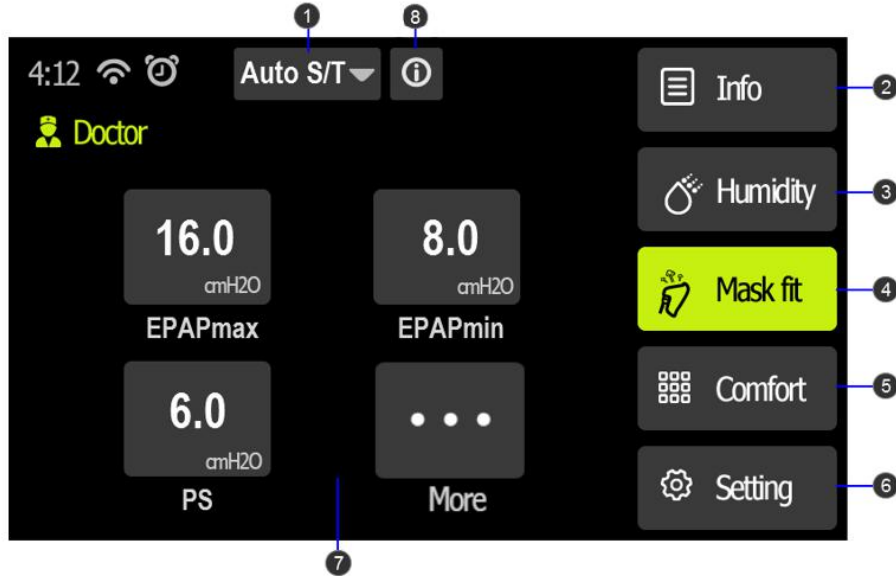 1
8
4:12
Auto S/T
Doctor
16.0
cmH2O
EPAPmax
8.0
cmH2O
EPAPmin
6.0
cmH2O
PS
More
Info
2
Humidity
3
Mask fit
4
Comfort
5
Setting
6
7